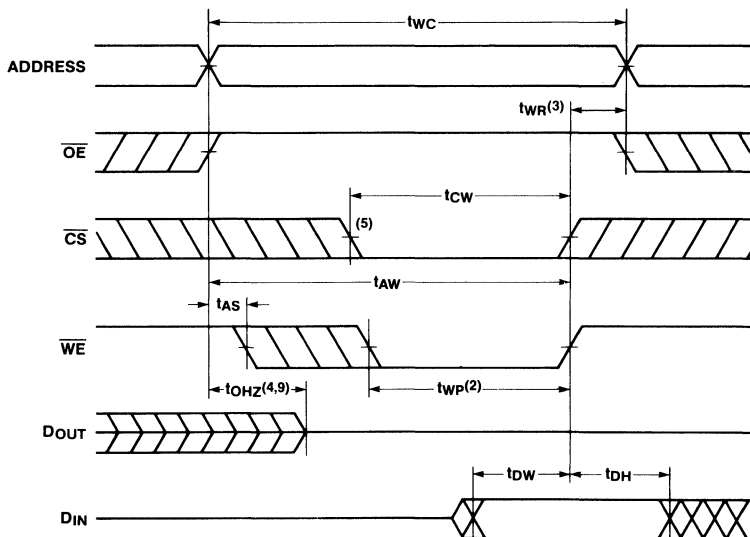 tWC
ADDRESS
tWR(3)
OE
tCW
CS
(5)
tAW
tAS
WE
tOHZ(4,9)
tWP(2)
DOUT
tDW
tDH
DIN